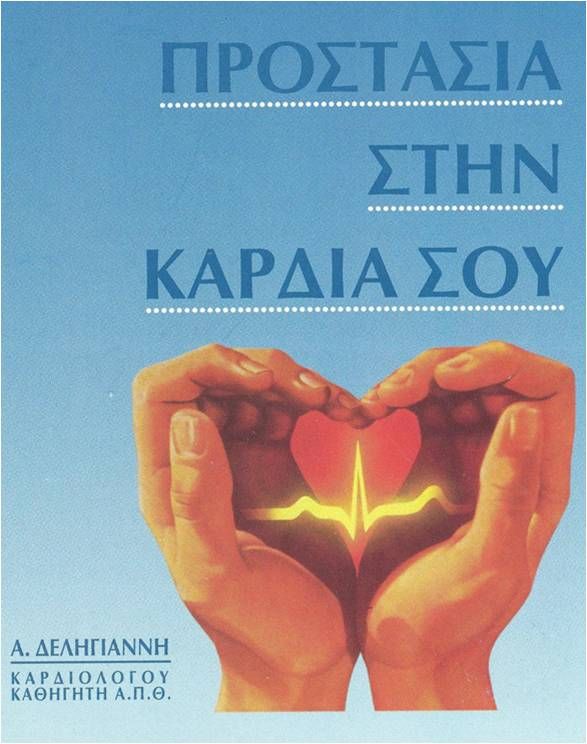 ΠΡΟΣΤΑΣΙΑ
ΣΤΗΝ
ΚΑΡΔΙΑ ΣΟΥ
Α. ΔΕΛΗΓΙΑΝΝΗ
ΚΑΡΔΙΟΛΟΓΟΥ
ΚΑΘΗΓΗΤΗ Α.Π.Θ.